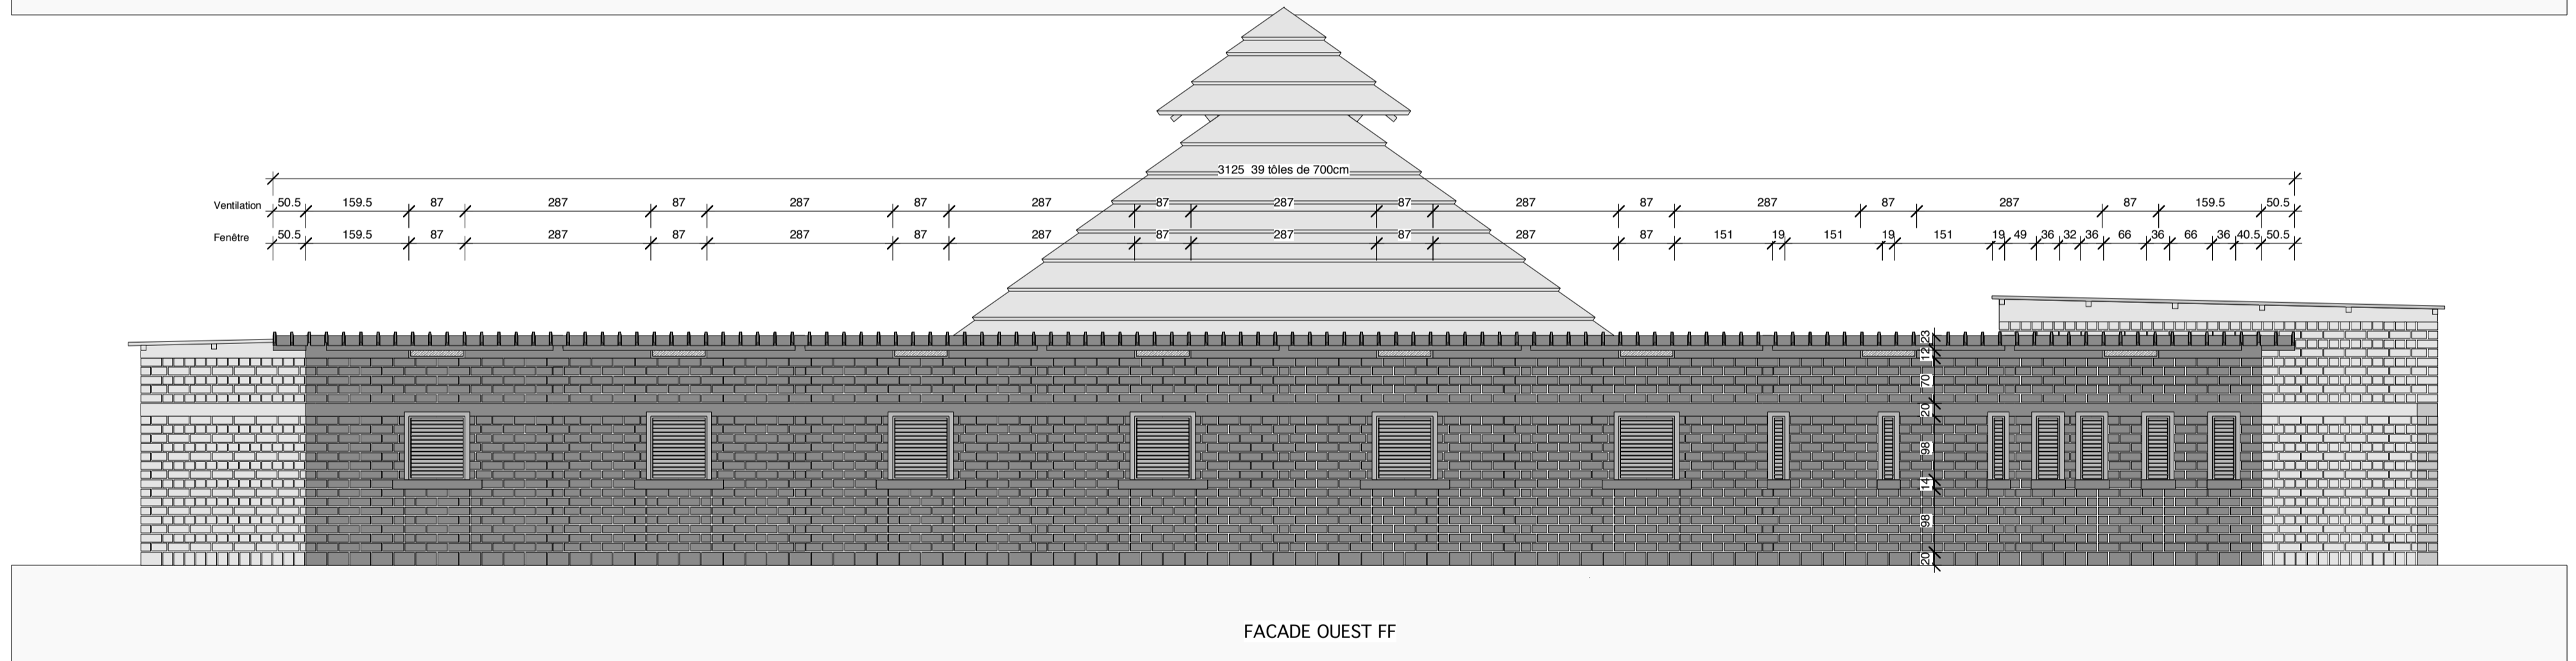 3125 39 tôles de 700cm
Ventilation 50.5 159.5 87 287 87 287 87 287 87 287 87 287 87 287 87 287 87 159.5 50.5
Fenêtre 50.5 159.5 87 287 87 287 87 287 87 287 87 287 87 151 19 151 19 151 19 49 36 32 36 66 36 66 36 40.5 50.5
23
12
70
20
98
14
98
20
FACADE OUEST FF